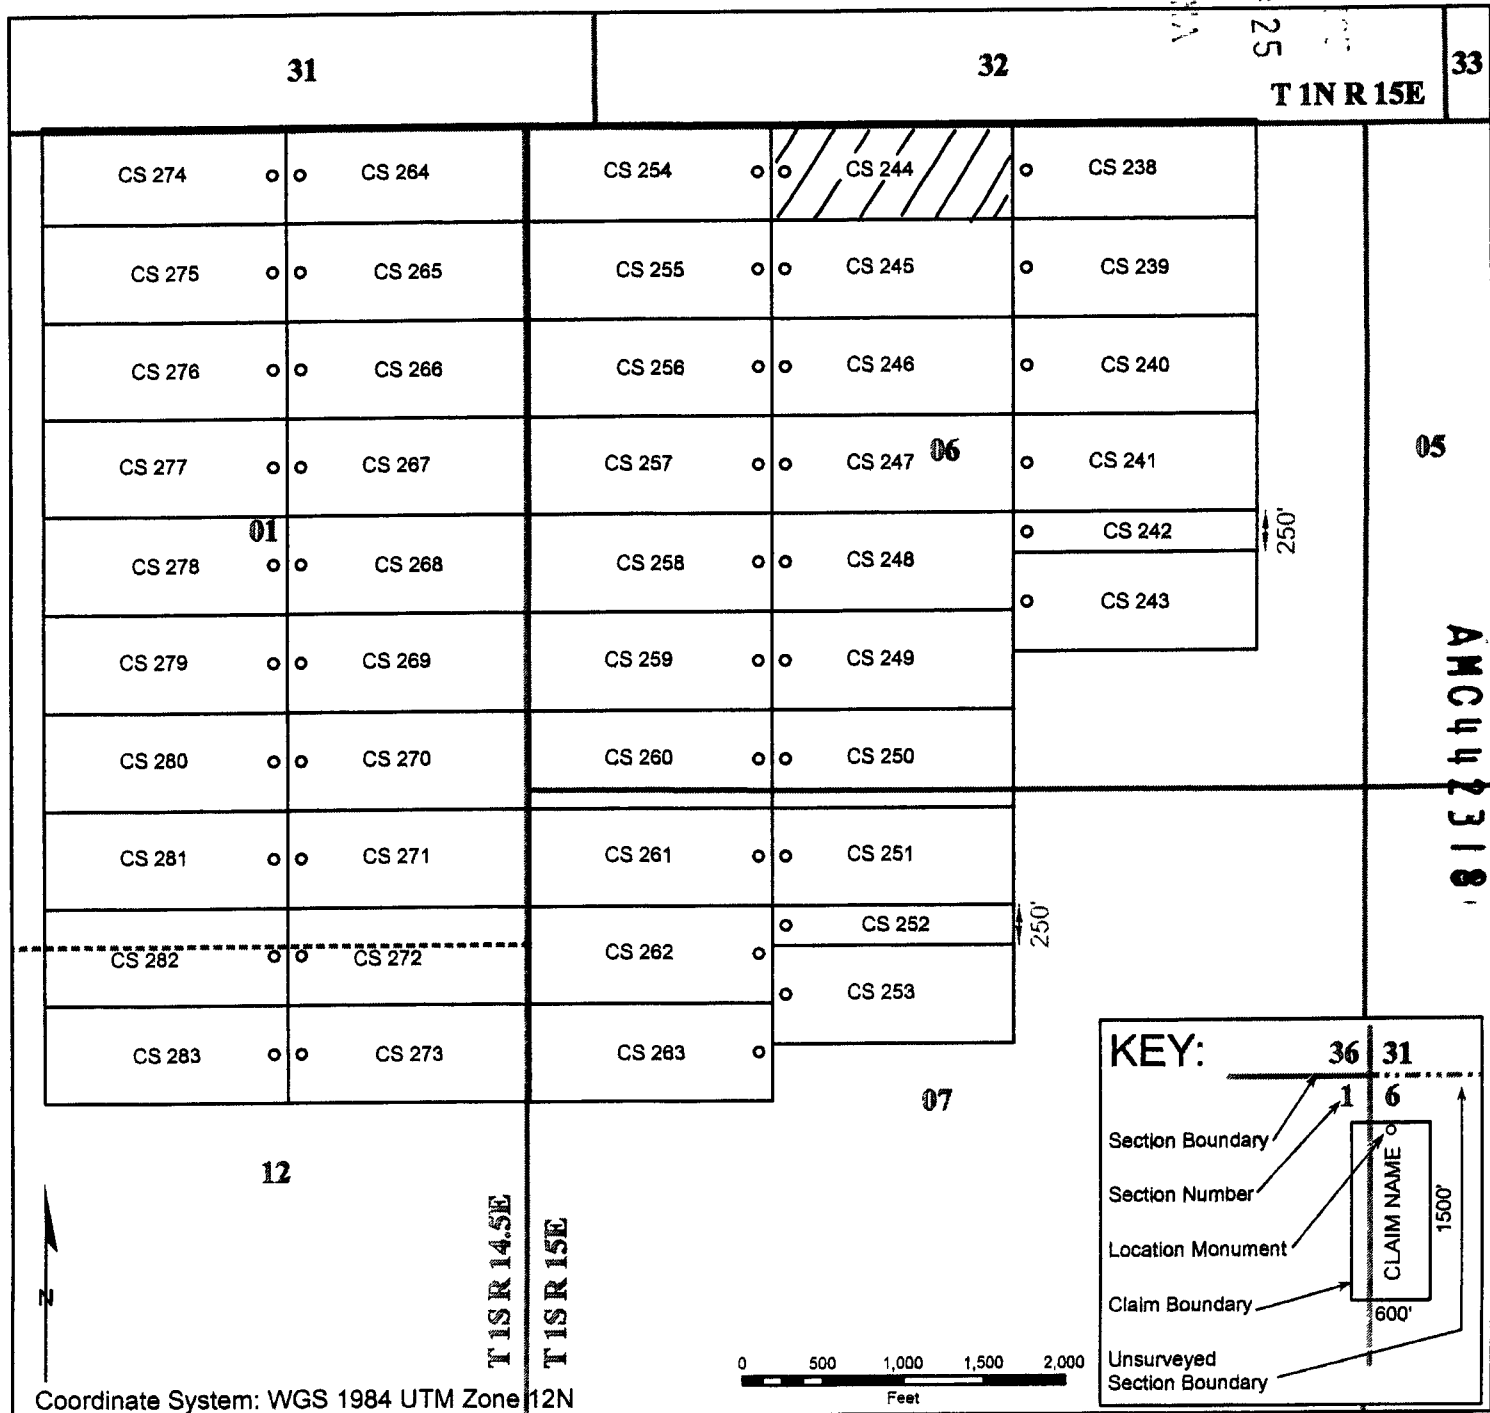 25
31 32 33
T 1N R 15E
CS 274 CS 264 CS 254 CS 244 CS 238
CS 275 CS 265 CS 255 CS 245 CS 239
CS 276 CS 266 CS 256 CS 246 CS 240
CS 277 CS 267 CS 257 CS 247 06 CS 241 05
01
CS 242 250'
CS 278 CS 268 CS 258 CS 248
CS 243
CS 279 CS 269 CS 259 CS 249
AMC442318
CS 280 CS 270 CS 260 CS 250
CS 281 CS 271 CS 261 CS 251
CS 252 250'
CS 282 CS 272 CS 262
CS 253
CS 283 CS 273 CS 263
07
12
T 1S R 14.5E
T 1S R 15E
N
0 500 1,000 1,500 2,000
Feet
Coordinate System: WGS 1984 UTM Zone 12N
KEY:
36 31
1 6
Section Boundary
Section Number
Location Monument
Claim Boundary
Unsurveyed
Section Boundary
CLAIM NAME
1500'
600'